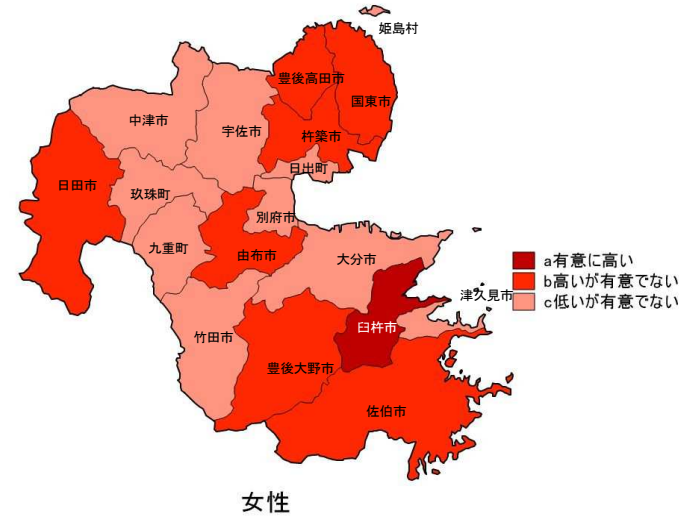 姫島村
豊後高田市
国東市
中津市
宇佐市
杵築市
日出町
日田市
玖珠町
別府市
九重町
由布市
大分市
a有意に高い
b高いが有意でない
c低いが有意でない
津久見市
臼杵市
竹田市
豊後大野市
佐伯市
女性